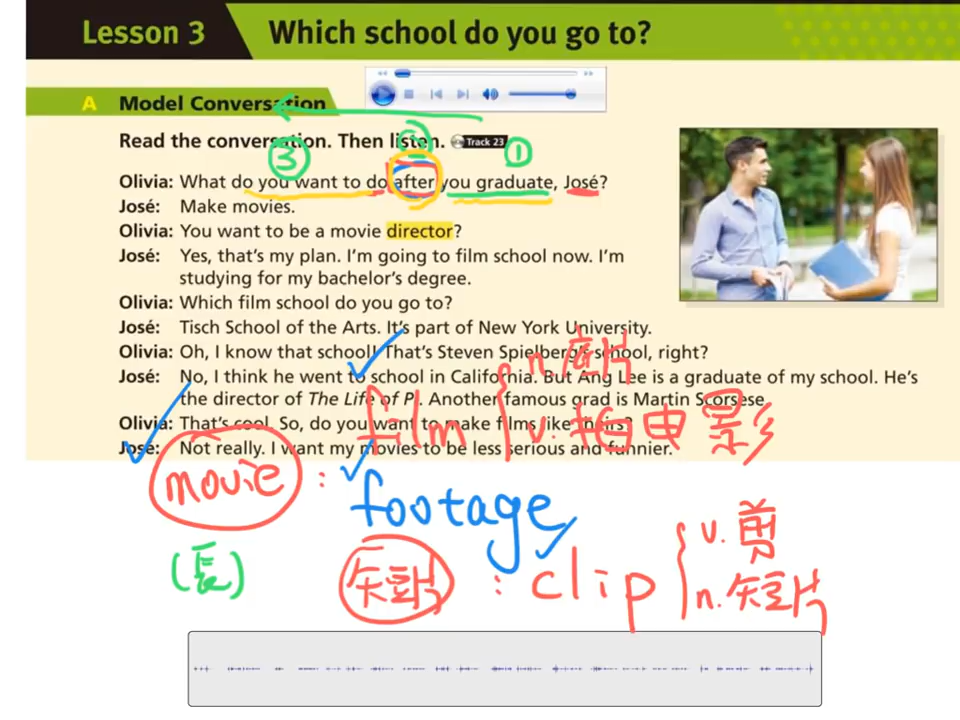 Lesson 3 Which school do you go to?
A Model Conversation
Read the conversation. Then listen. Track 23
③ ② ①
Olivia: What do you want to do after you graduate, José?
José: Make movies.
Olivia: You want to be a movie director?
José: Yes, that's my plan. I'm going to film school now. I'm
studying for my bachelor's degree.
Olivia: Which film school do you go to?
José: Tisch School of the Arts. It's part of New York University.
Olivia: Oh, I know that school! That's Steven Spielberg's school, right?
José: No, I think he went to school in California. But Ang Lee is a graduate of my school. He's
the director of The Life of Pi. Another famous grad is Martin Scorsese.
Olivia: That's cool. So, do you want to make films like theirs?
José: Not really. I want my movies to be less serious and funnier.
film n.底片
v.拍电影
movie : footage
(長)
短片 : clip v.剪
n.短片